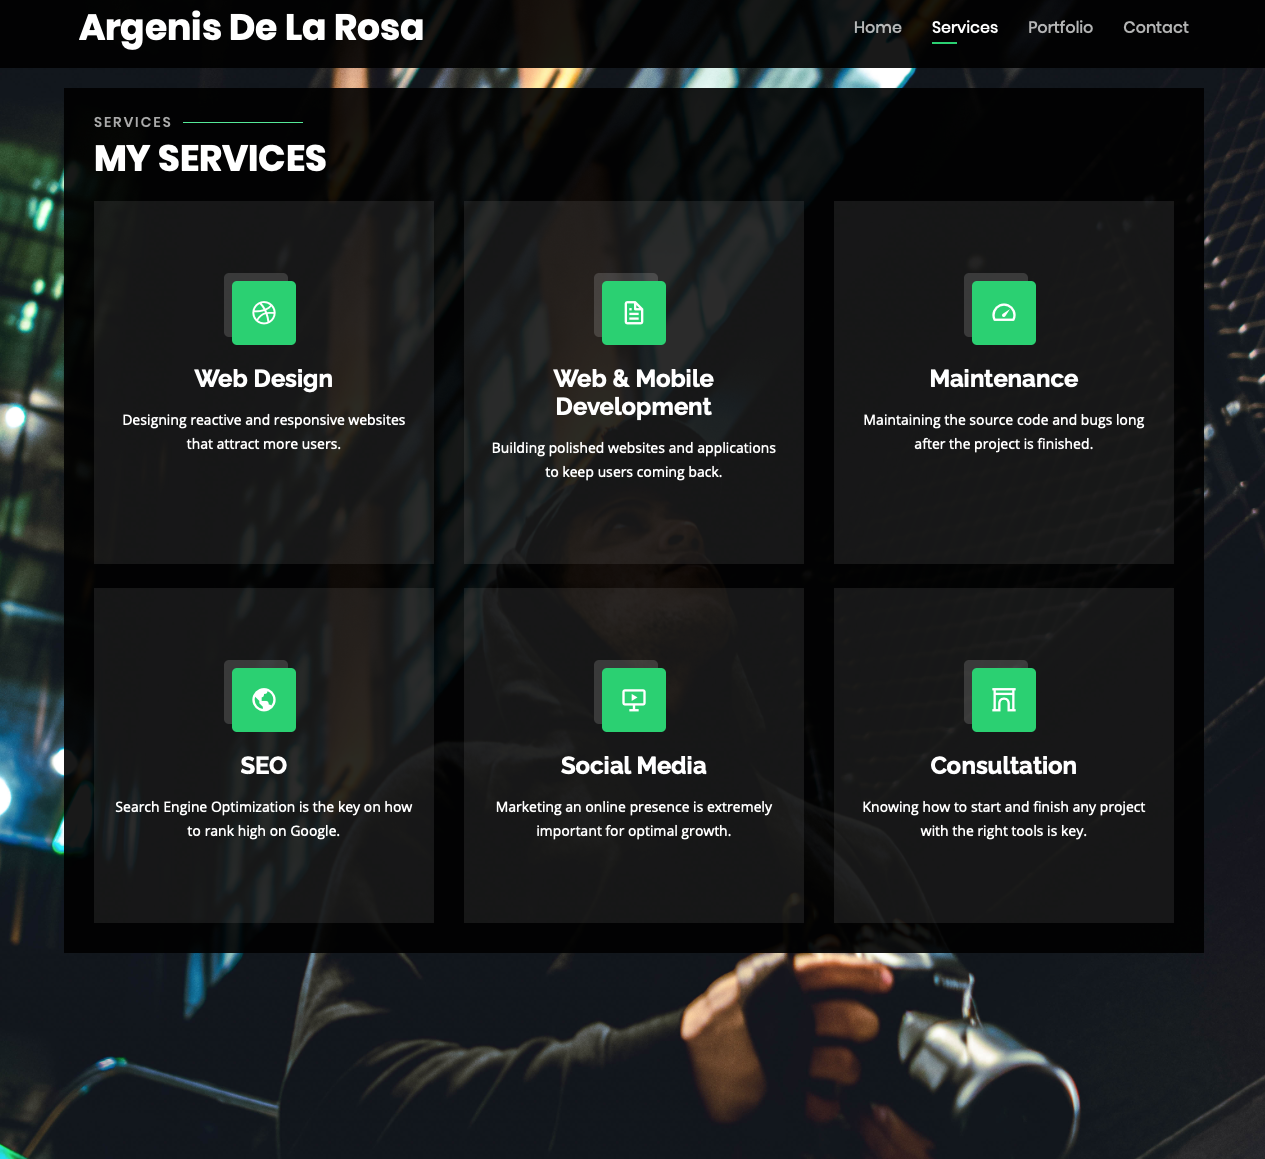 Argenis De La Rosa
Home Services Portfolio Contact
SERVICES
MY SERVICES
Web Design
Designing reactive and responsive websites
that attract more users.
Web & Mobile
Development
Building polished websites and applications
to keep users coming back.
Maintenance
Maintaining the source code and bugs long
after the project is finished.
SEO
Search Engine Optimization is the key on how
to rank high on Google.
Social Media
Marketing an online presence is extremely
important for optimal growth.
Consultation
Knowing how to start and finish any project
with the right tools is key.